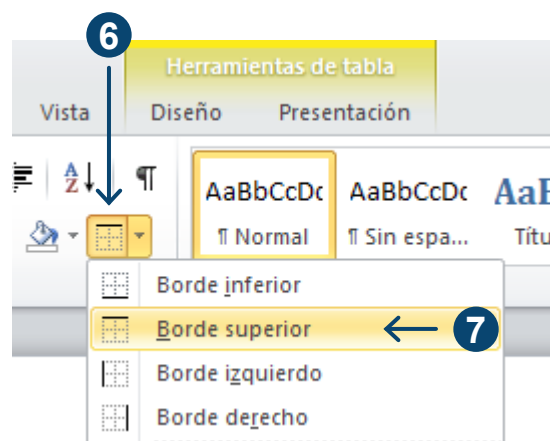 6
Herramientas de tabla
Vista Diseño Presentación
A
Z ¶ AaBbCcDc AaBbCcDc
¶ Normal ¶ Sin espa...
Borde inferior
Borde superior 7
Borde izquierdo
Borde derecho